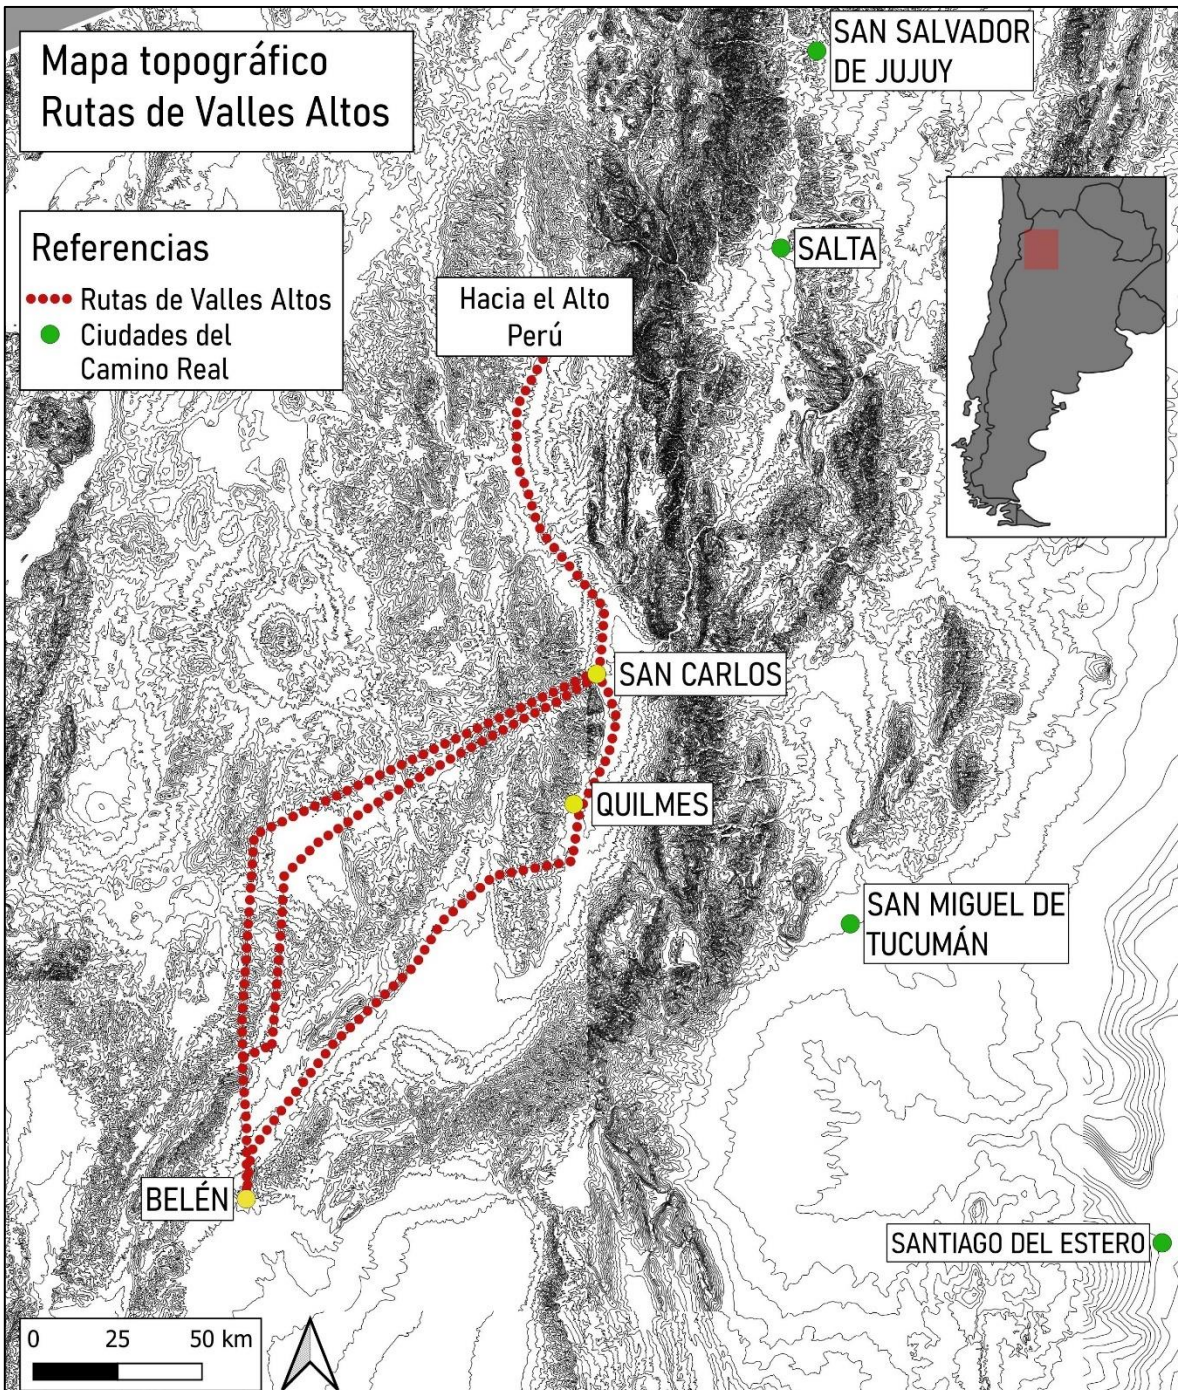 Mapa topográfico
Rutas de Valles Altos
SAN SALVADOR
DE JUJUY
Referencias
Rutas de Valles Altos
Ciudades del
Camino Real
SALTA
Hacia el Alto
Perú
SAN CARLOS
QUILMES
SAN MIGUEL DE
TUCUMÁN
BELÉN
SANTIAGO DEL ESTERO
0 25 50 km